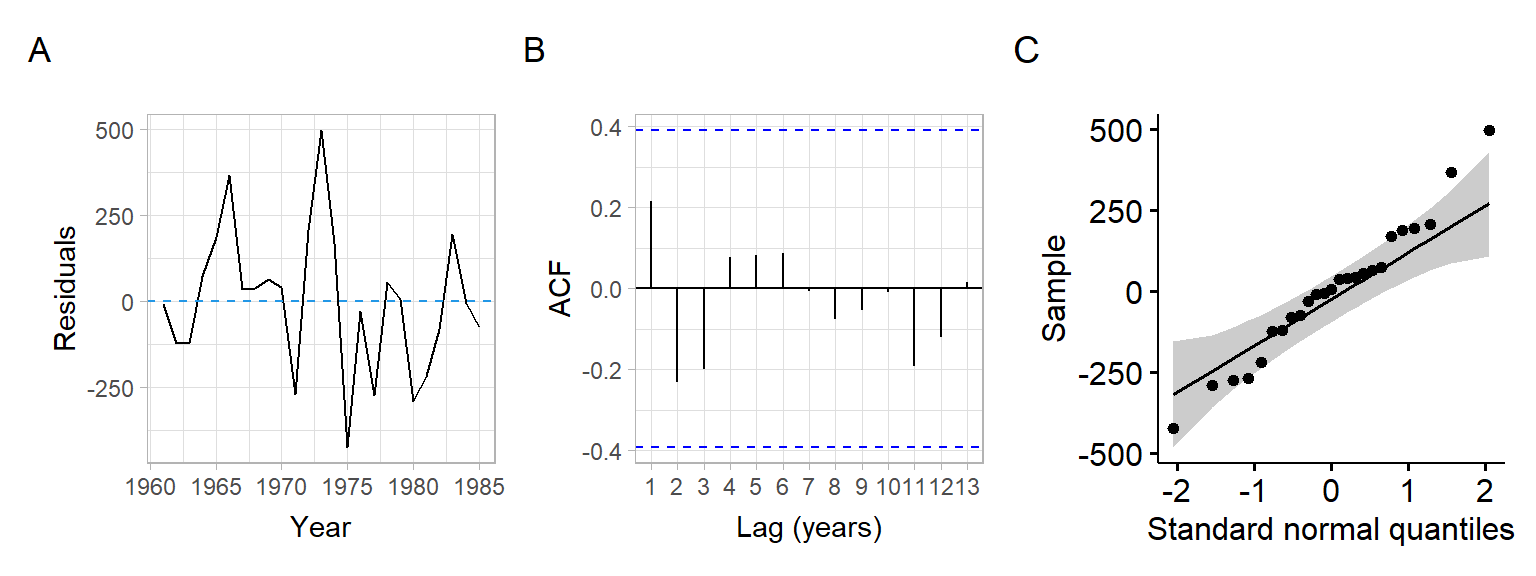 A
B
C
Residuals
500
250
0
-250
1960 1965 1970 1975 1980 1985
Year
ACF
0.4
0.2
0.0
-0.2
-0.4
1 2 3 4 5 6 7 8 9 10 11 12 13
Lag (years)
Sample
500
250
0
-250
-500
-2 -1 0 1 2
Standard normal quantiles